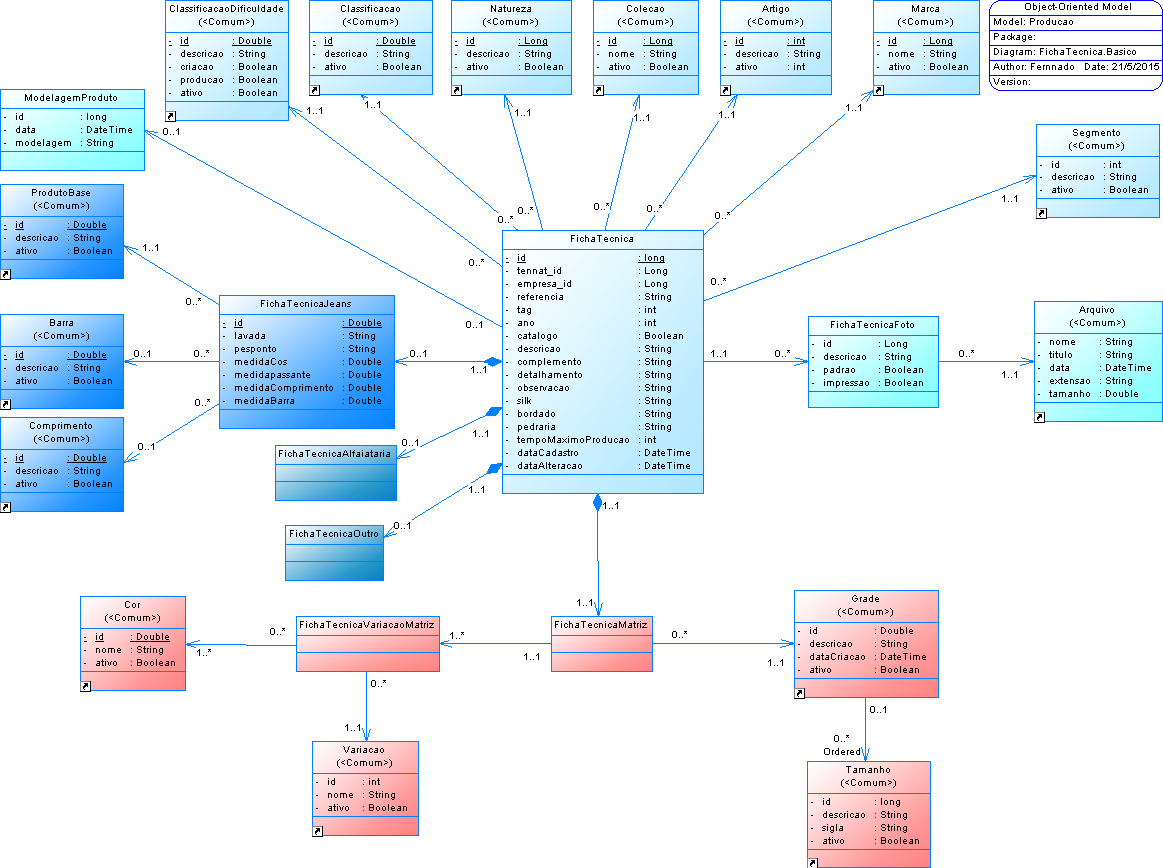 ClassificacaoDificuldade
(<Comum>)
- id : Double
- descricao : String
- criacao : Boolean
- producao : Boolean
- ativo : Boolean
Classificacao
(<Comum>)
- id : Double
- descricao : String
- ativo : Boolean
Natureza
(<Comum>)
- id : Long
- descricao : String
- ativo : Boolean
Colecao
(<Comum>)
- id : Long
- nome : String
- ativo : Boolean
Artigo
(<Comum>)
- id : int
- descricao : String
- ativo : int
Marca
(<Comum>)
- id : Long
- nome : String
- ativo : Boolean
Object-Oriented Model
Model: Producao
Package:
Diagram: FichaTecnica.Basico
Author: Fernnado Date: 21/5/2015
Version:
ModelagemProduto
- id : long
- data : DateTime
- modelagem : String
0..1
1..1
1..1
1..1
1..1
1..1
1..1
Segmento
(<Comum>)
- id : int
- descricao : String
- ativo : Boolean
1..1
ProdutoBase
(<Comum>)
- id : Double
- descricao : String
- ativo : Boolean
1..1
0..*
0..*
0..*
0..*
0..*
0..*
0..*
0..*
0..*
0..1
FichaTecnica
- id : long
- tennat_id : Long
- empresa_id : Long
- referencia : String
- tag : int
- ano : int
- catalogo : Boolean
- descricao : String
- complemento : String
- detalhamento : String
- observacao : String
- silk : String
- bordado : String
- pedraria : String
- tempoMaximoProducao : int
- dataCadastro : DateTime
- dataAlteracao : DateTime
FichaTecnicaJeans
- id : Double
- lavada : String
- pesponto : String
- medidaCos : Double
- medidapassante : Double
- medidaComprimento : Double
- medidaBarra : Double
Barra
(<Comum>)
- id : Double
- descricao : String
- ativo : Boolean
0..1
0..*
0..1
1..1
Comprimento
(<Comum>)
- id : Double
- descricao : String
- ativo : Boolean
0..*
0..1
FichaTecnicaFoto
- id : Long
- descricao : String
- padrao : Boolean
- impressao : Boolean
1..1
0..*
0..*
1..1
Arquivo
(<Comum>)
- nome : String
- titulo : String
- data : DateTime
- extensao : String
- tamanho : Double
FichaTecnicaAlfaiataria
0..1
1..1
FichaTecnicaOutro
0..1
1..1
1..1
1..1
Cor
(<Comum>)
- id : Double
- nome : String
- ativo : Boolean
0..*
1..*
FichaTecnicaVariacaoMatriz
1..*
1..1
FichaTecnicaMatriz
0..*
1..1
Grade
(<Comum>)
- id : Double
- descricao : String
- dataCriacao : DateTime
- ativo : Boolean
0..*
1..1
0..1
0..*
Ordered
Variacao
(<Comum>)
- id : int
- nome : String
- ativo : Boolean
Tamanho
(<Comum>)
- id : long
- descricao : String
- sigla : String
- ativo : Boolean